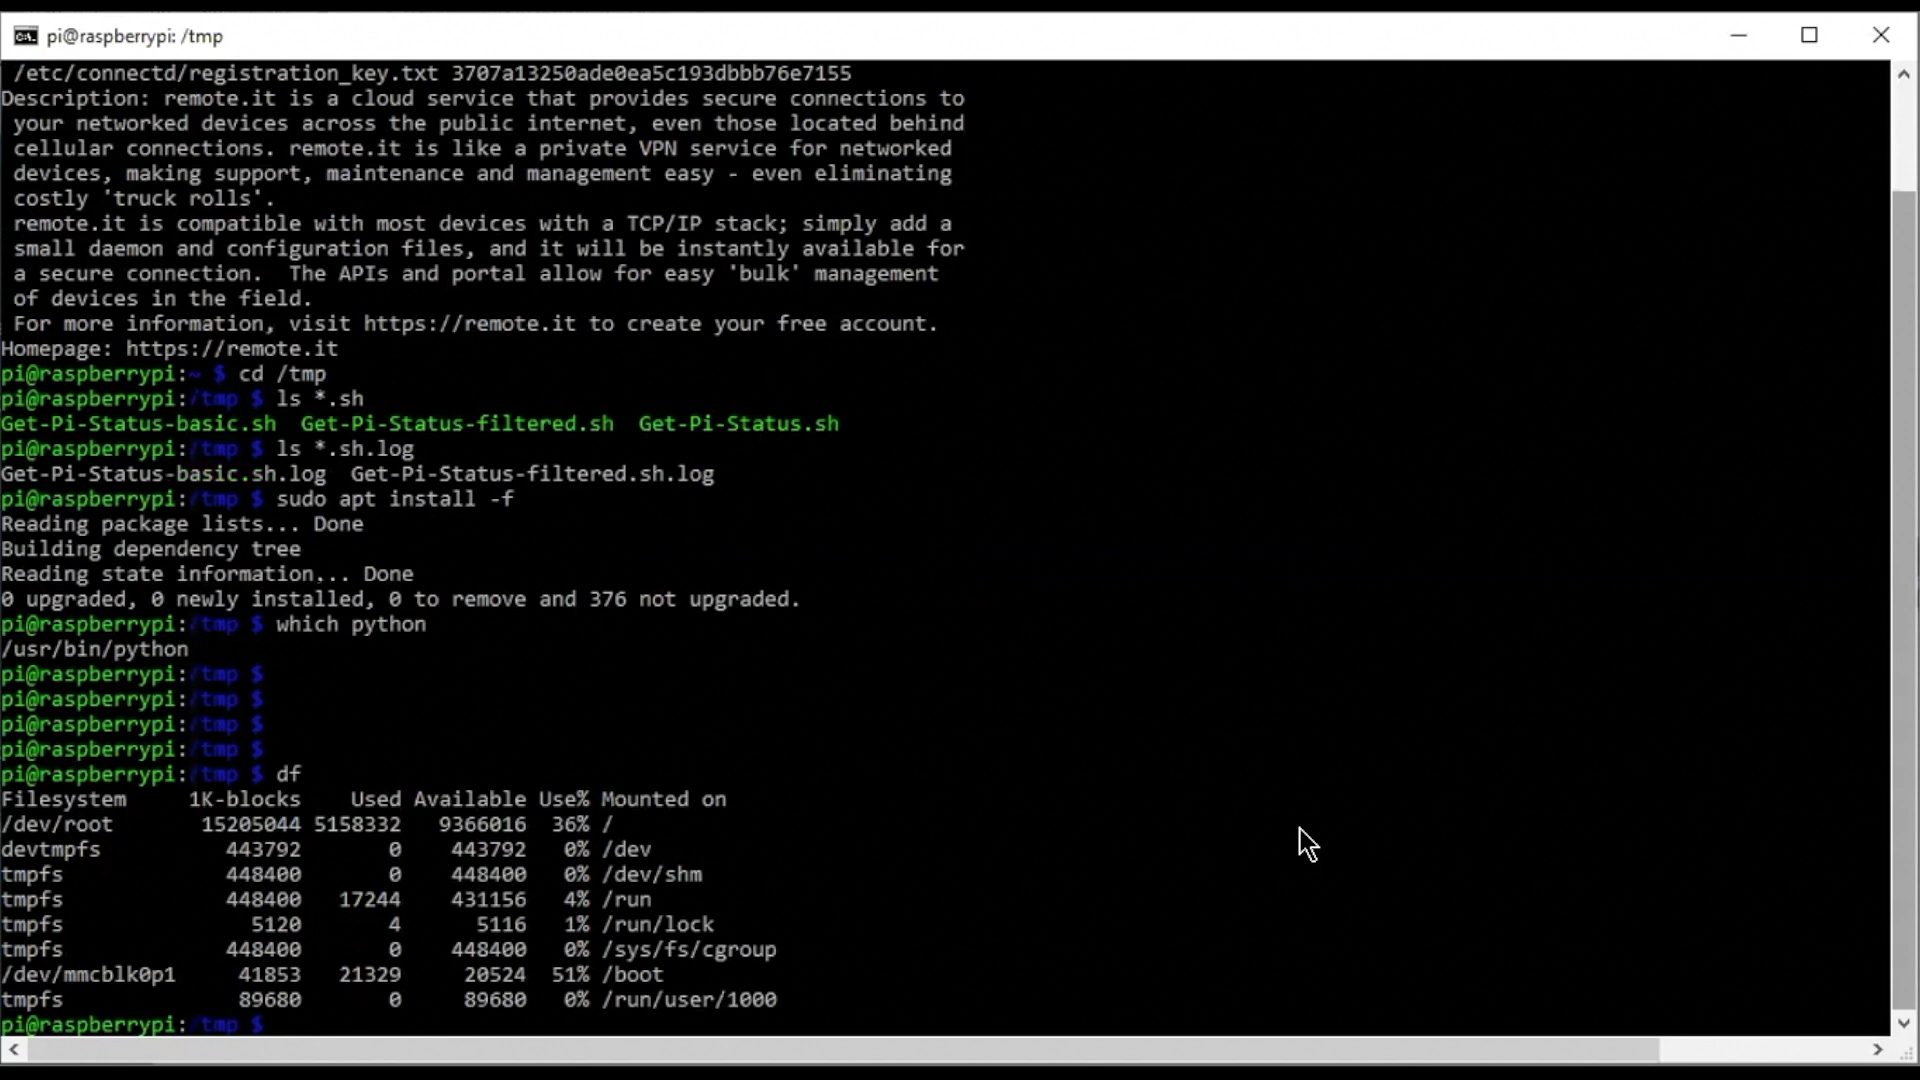 pi@raspberrypi: /tmp
/etc/connectd/registration_key.txt 3707a13250ade0ea5c193dbbb76e7155
Description: remote.it is a cloud service that provides secure connections to
your networked devices across the public internet, even those located behind
cellular connections. remote.it is like a private VPN service for networked
devices, making support, maintenance and management easy - even eliminating
costly 'truck rolls'.
remote.it is compatible with most devices with a TCP/IP stack; simply add a
small daemon and configuration files, and it will be instantly available for
a secure connection.  The APIs and portal allow for easy 'bulk' management
of devices in the field.
For more information, visit https://remote.it to create your free account.
Homepage: https://remote.it
pi@raspberrypi:~ $ cd /tmp
pi@raspberrypi:/tmp $ ls *.sh
Get-Pi-Status-basic.sh  Get-Pi-Status-filtered.sh  Get-Pi-Status.sh
pi@raspberrypi:/tmp $ ls *.sh.log
Get-Pi-Status-basic.sh.log  Get-Pi-Status-filtered.sh.log
pi@raspberrypi:/tmp $ sudo apt install -f
Reading package lists... Done
Building dependency tree
Reading state information... Done
0 upgraded, 0 newly installed, 0 to remove and 376 not upgraded.
pi@raspberrypi:/tmp $ which python
/usr/bin/python
pi@raspberrypi:/tmp $
pi@raspberrypi:/tmp $
pi@raspberrypi:/tmp $
pi@raspberrypi:/tmp $
pi@raspberrypi:/tmp $ df
Filesystem     1K-blocks    Used Available Use% Mounted on
/dev/root       15205044 5158332   9366016  36% /
devtmpfs          443792       0    443792   0% /dev
tmpfs             448400       0    448400   0% /dev/shm
tmpfs             448400   17244    431156   4% /run
tmpfs               5120       4      5116   1% /run/lock
tmpfs             448400       0    448400   0% /sys/fs/cgroup
/dev/mmcblk0p1     41853   21329     20524  51% /boot
tmpfs              89680       0     89680   0% /run/user/1000
pi@raspberrypi:/tmp $